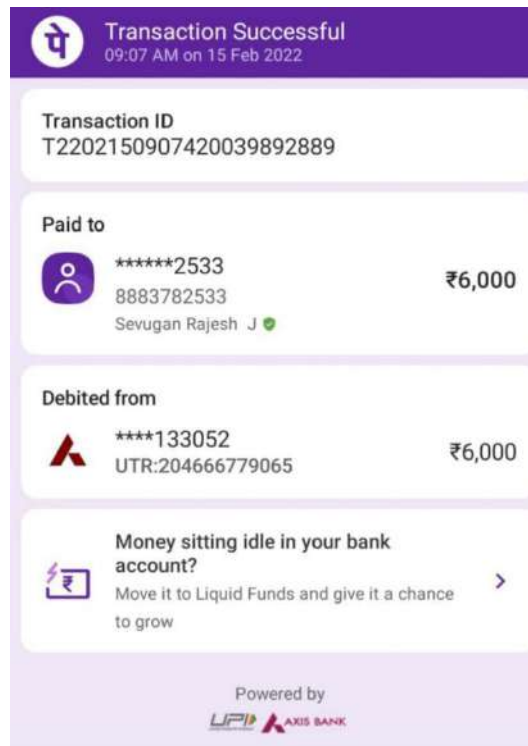 पे
Transaction Successful
09:07 AM on 15 Feb 2022
Transaction ID
T2202150907420039892889
Paid to
******2533
₹6,000
8883782533
Sevugan Rajesh J
Debited from
****133052
₹6,000
UTR:204666779065
Money sitting idle in your bank
account?
₹
Move it to Liquid Funds and give it a chance
to grow
Powered by
UPI AXIS BANK